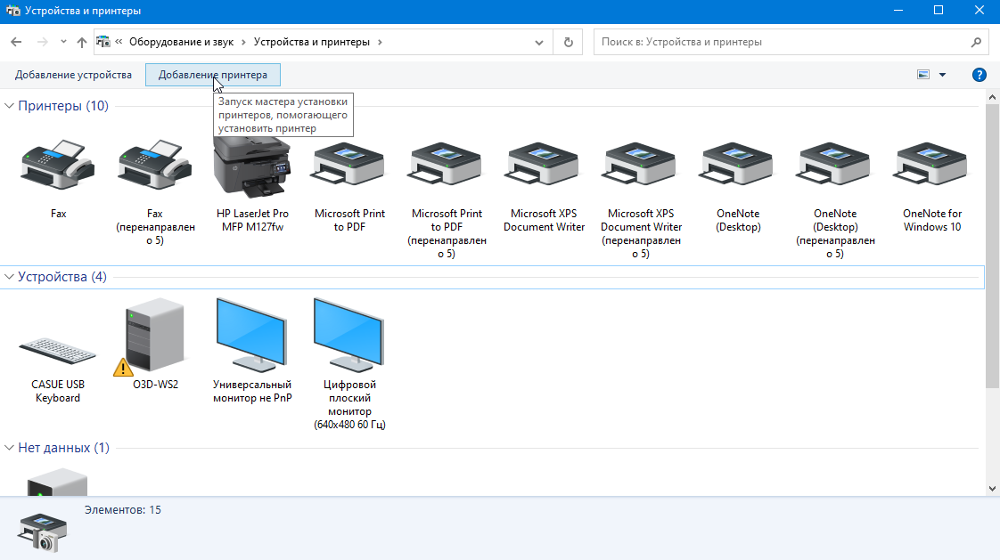 Устройства и принтеры
Оборудование и звук
Устройства и принтеры
Поиск в: Устройства и принтеры
Добавление устройства
Добавление принтера
?
Запуск мастера установки
принтеров, помогающего
установить принтер
Принтеры (10)
Fax
Fax
(перенаправлен
о 5)
HP LaserJet Pro
MFP M127fw
Microsoft Print
to PDF
Microsoft Print
to PDF
(перенаправлен
о 5)
Microsoft XPS
Document Writer
Microsoft XPS
Document Writer
(перенаправлен
о 5)
OneNote
(Desktop)
OneNote
(Desktop)
(перенаправлен
о 5)
OneNote for
Windows 10
Устройства (4)
CASUE USB
Keyboard
O3D-WS2
Универсальный
монитор не PnP
Цифровой
плоский
монитор
(640x480 60 Гц)
Нет данных (1)
Элементов: 15